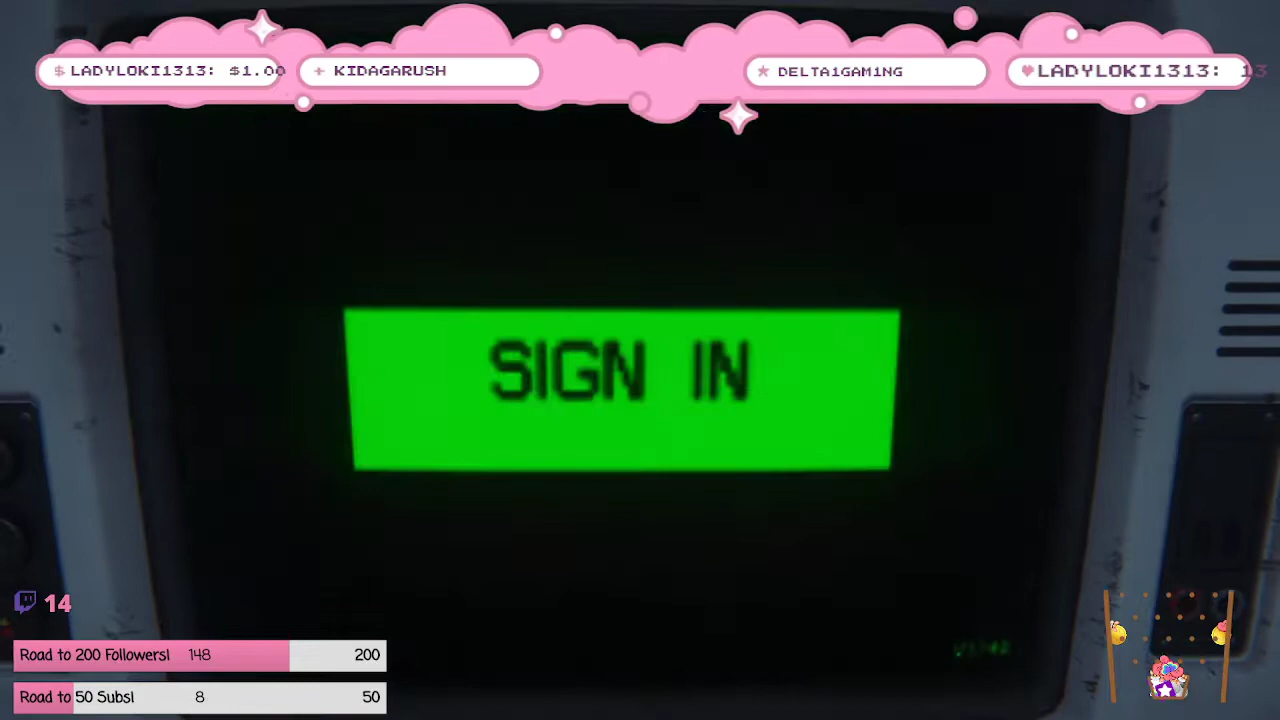 $ LADYLOKI1313: $1.00
+ KIDAGARUSH
★ DELTA1GAM1NG
♥LADYLOKI1313: 13
SIGN IN
14
Road to 200 Followers! 148 200
Road to 50 Subs! 8 50